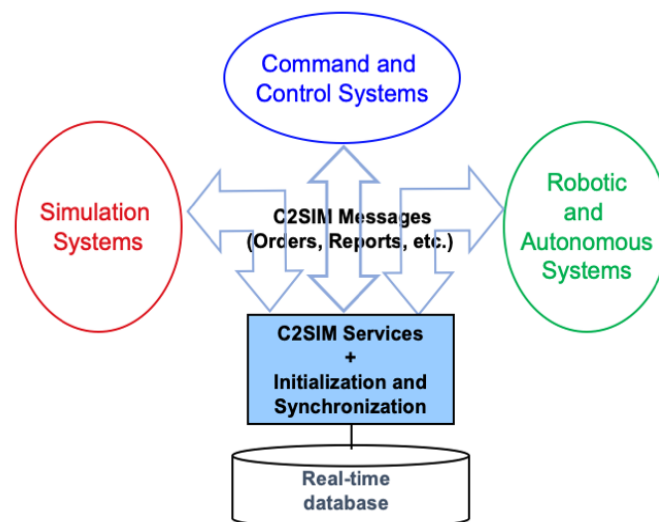 Command and
Control Systems
Simulation
Systems
C2SIM Messages
(Orders, Reports, etc.)
Robotic
and
Autonomous
Systems
C2SIM Services
+
Initialization and
Synchronization
Real-time
database